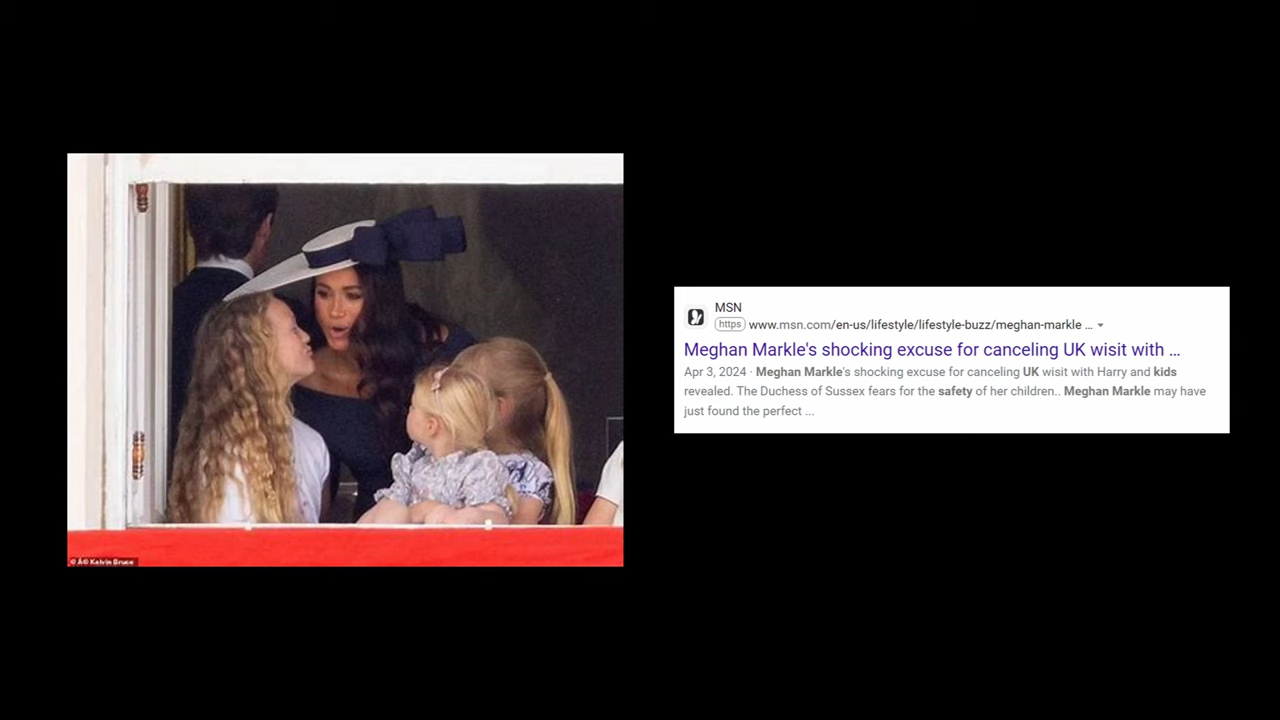 © Â© Kelvin Bruce
MSN
https www.msn.com/en-us/lifestyle/lifestyle-buzz/meghan-markle ...
Meghan Markle's shocking excuse for canceling UK wisit with ...
Apr 3, 2024 · Meghan Markle's shocking excuse for canceling UK wisit with Harry and kids
revealed. The Duchess of Sussex fears for the safety of her children.. Meghan Markle may have
just found the perfect ...